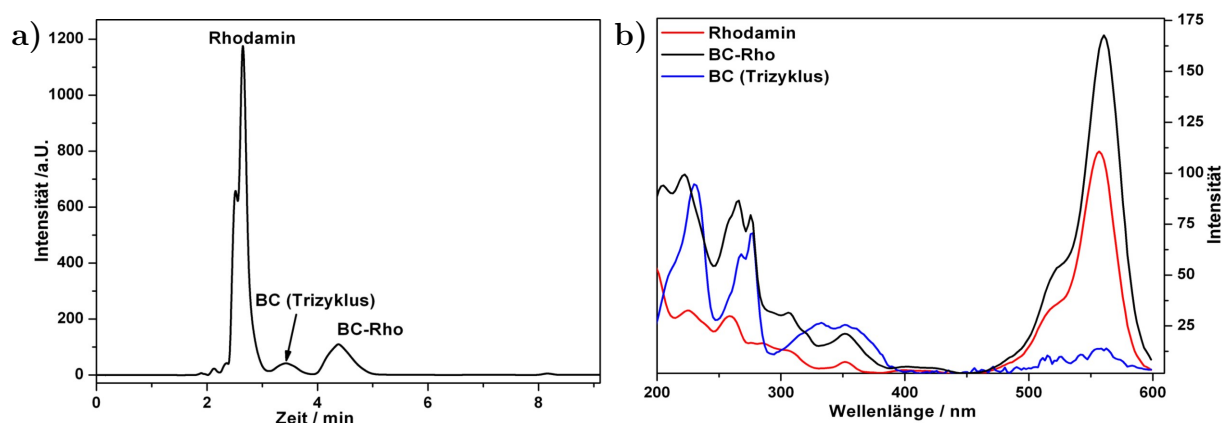 a)
Intensität /a.U.
1200
1000
800
600
400
200
0
Rhodamin
BC (Trizyklus)
BC-Rho
0 2 4 6 8
Zeit / min
b)
Rhodamin
BC-Rho
BC (Trizyklus)
175
150
125
100
75
50
25
Intensität
200 300 400 500 600
Wellenlänge / nm